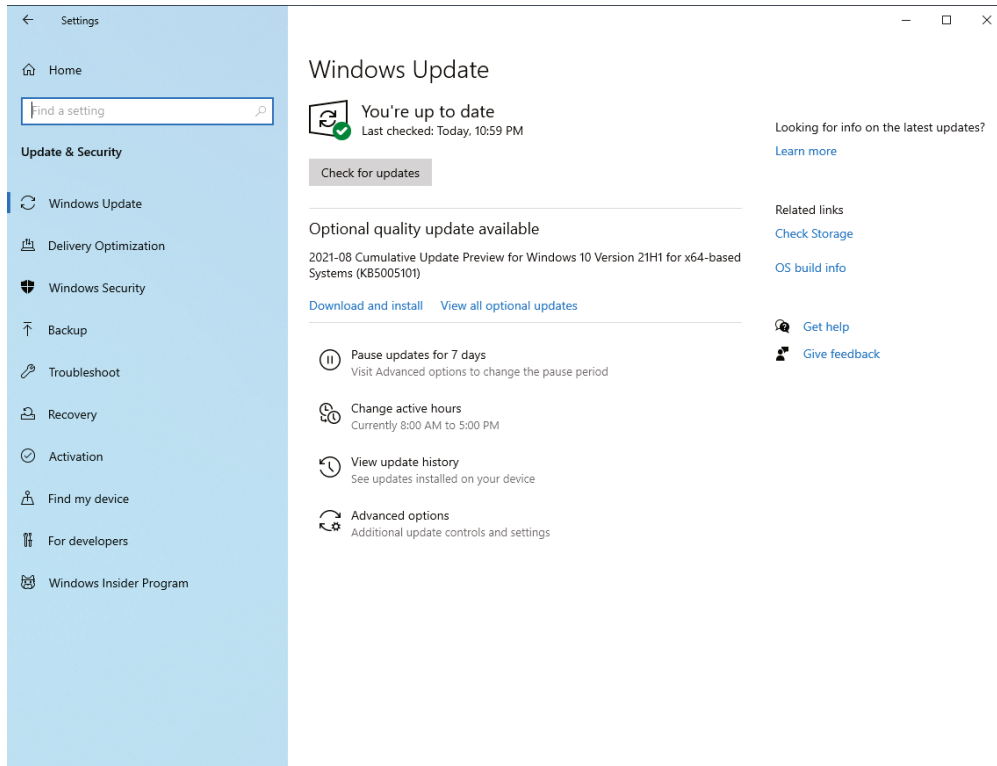 Settings
Home
Find a setting
Update & Security
Windows Update
Delivery Optimization
Windows Security
Backup
Troubleshoot
Recovery
Activation
Find my device
For developers
Windows Insider Program
Windows Update
You're up to date
Last checked: Today, 10:59 PM
Check for updates
Optional quality update available
2021-08 Cumulative Update Preview for Windows 10 Version 21H1 for x64-based
Systems (KB5005101)
Download and install View all optional updates
Pause updates for 7 days
Visit Advanced options to change the pause period
Change active hours
Currently 8:00 AM to 5:00 PM
View update history
See updates installed on your device
Advanced options
Additional update controls and settings
Looking for info on the latest updates?
Learn more
Related links
Check Storage
OS build info
Get help
Give feedback